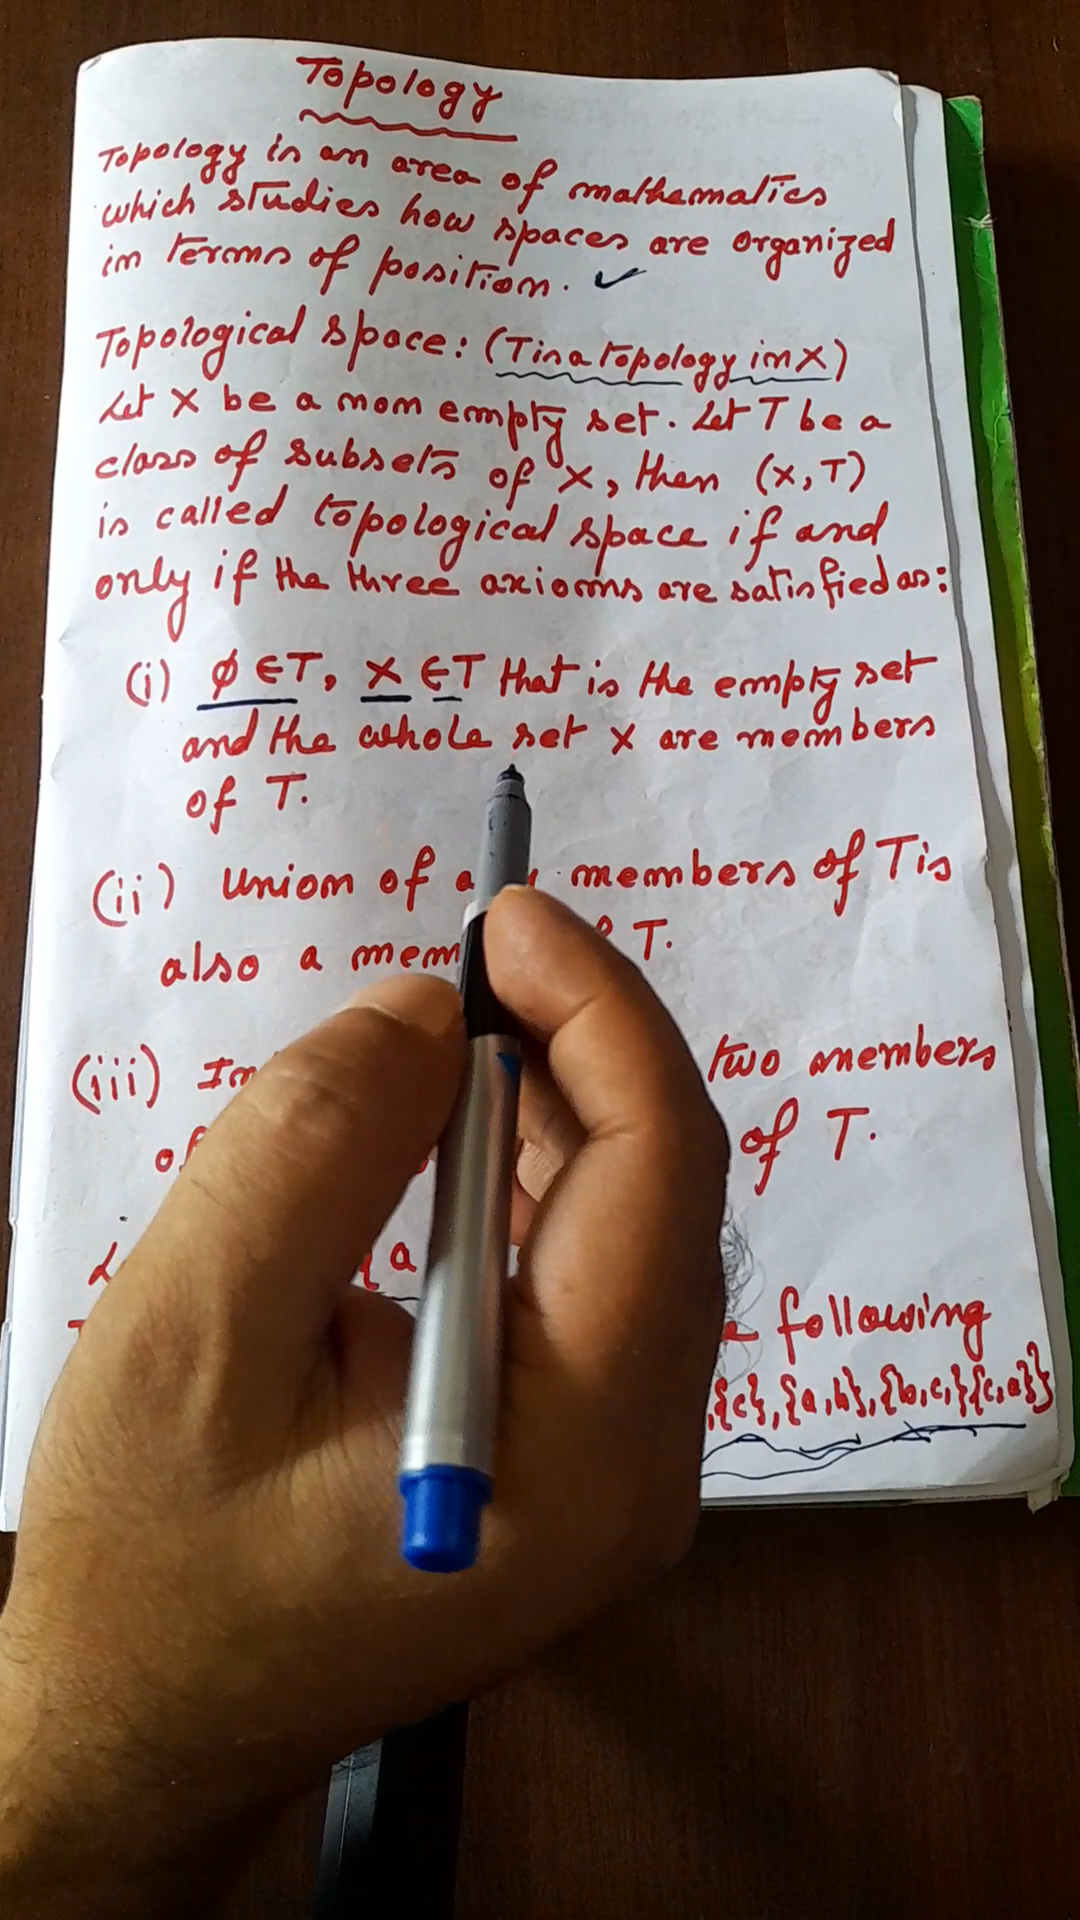 Topology
Topology is an area of mathematics
which studies how spaces are organized
in terms of position.
Topological space: (T is a topology in X)
Let X be a non empty set. Let T be a
class of subsets of X, then (X, T)
is called topological space if and
only if the three axioms are satisfied as:
(i) ϕ ∈ T, X ∈ T that is the empty set
and the whole set X are members
of T.
(ii) Union of members of T is
also a T.
(iii) two members
of T.
{a
following
,{c},{a,b},{b,c,}{c,a}}